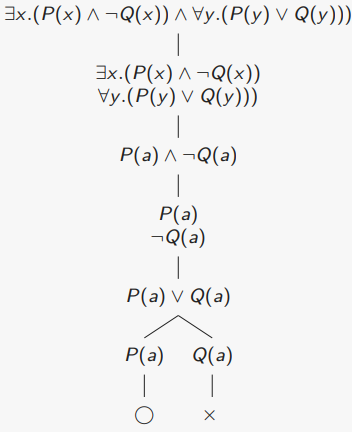 ∃x.(P(x) ∧ ¬Q(x)) ∧ ∀y.(P(y) ∨ Q(y)))
∃x.(P(x) ∧ ¬Q(x))
∀y.(P(y) ∨ Q(y)))
P(a) ∧ ¬Q(a)
P(a)
¬Q(a)
P(a) ∨ Q(a)
P(a) Q(a)
○ ×